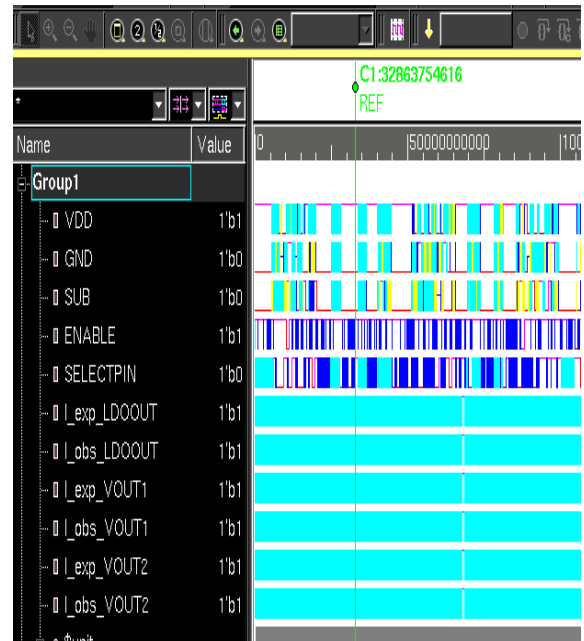 C1:32863754616
REF
*
Name
Value
0
50000000000
100
Group1
VDD
1'b1
GND
1'b0
SUB
1'b0
ENABLE
1'b1
SELECTPIN
1'b0
l_exp_LDOOUT
1'b1
l_obs_LDOOUT
1'b1
l_exp_VOUT1
1'b1
l_obs_VOUT1
1'b1
l_exp_VOUT2
1'b1
l_obs_VOUT2
1'b1